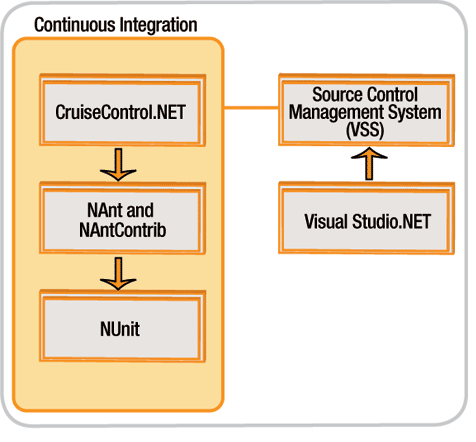 Continuous Integration
CruiseControl.NET
Source Control
Management System
(VSS)
NAnt and
NAntContrib
Visual Studio.NET
NUnit